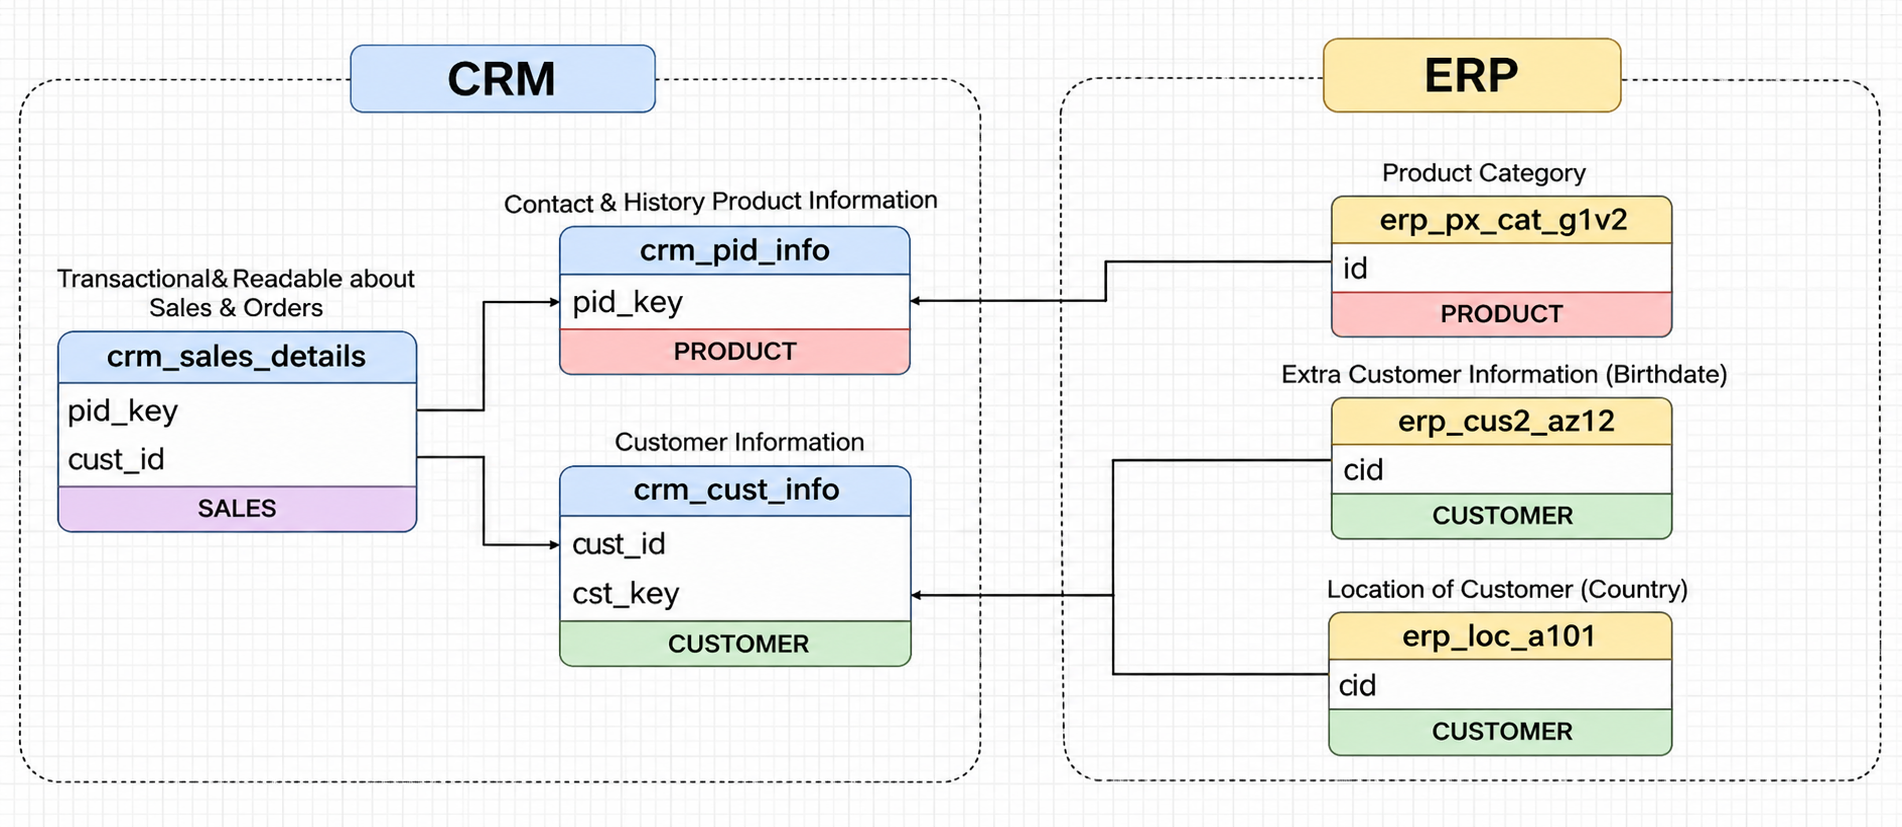 CRM
Transactional& Readable about
Sales & Orders
crm_sales_details
pid_key
cust_id
SALES
Contact & History Product Information
crm_pid_info
pid_key
PRODUCT
Customer Information
crm_cust_info
cust_id
cst_key
CUSTOMER
ERP
Product Category
erp_px_cat_g1v2
id
PRODUCT
Extra Customer Information (Birthdate)
erp_cus2_az12
cid
CUSTOMER
Location of Customer (Country)
erp_loc_a101
cid
CUSTOMER